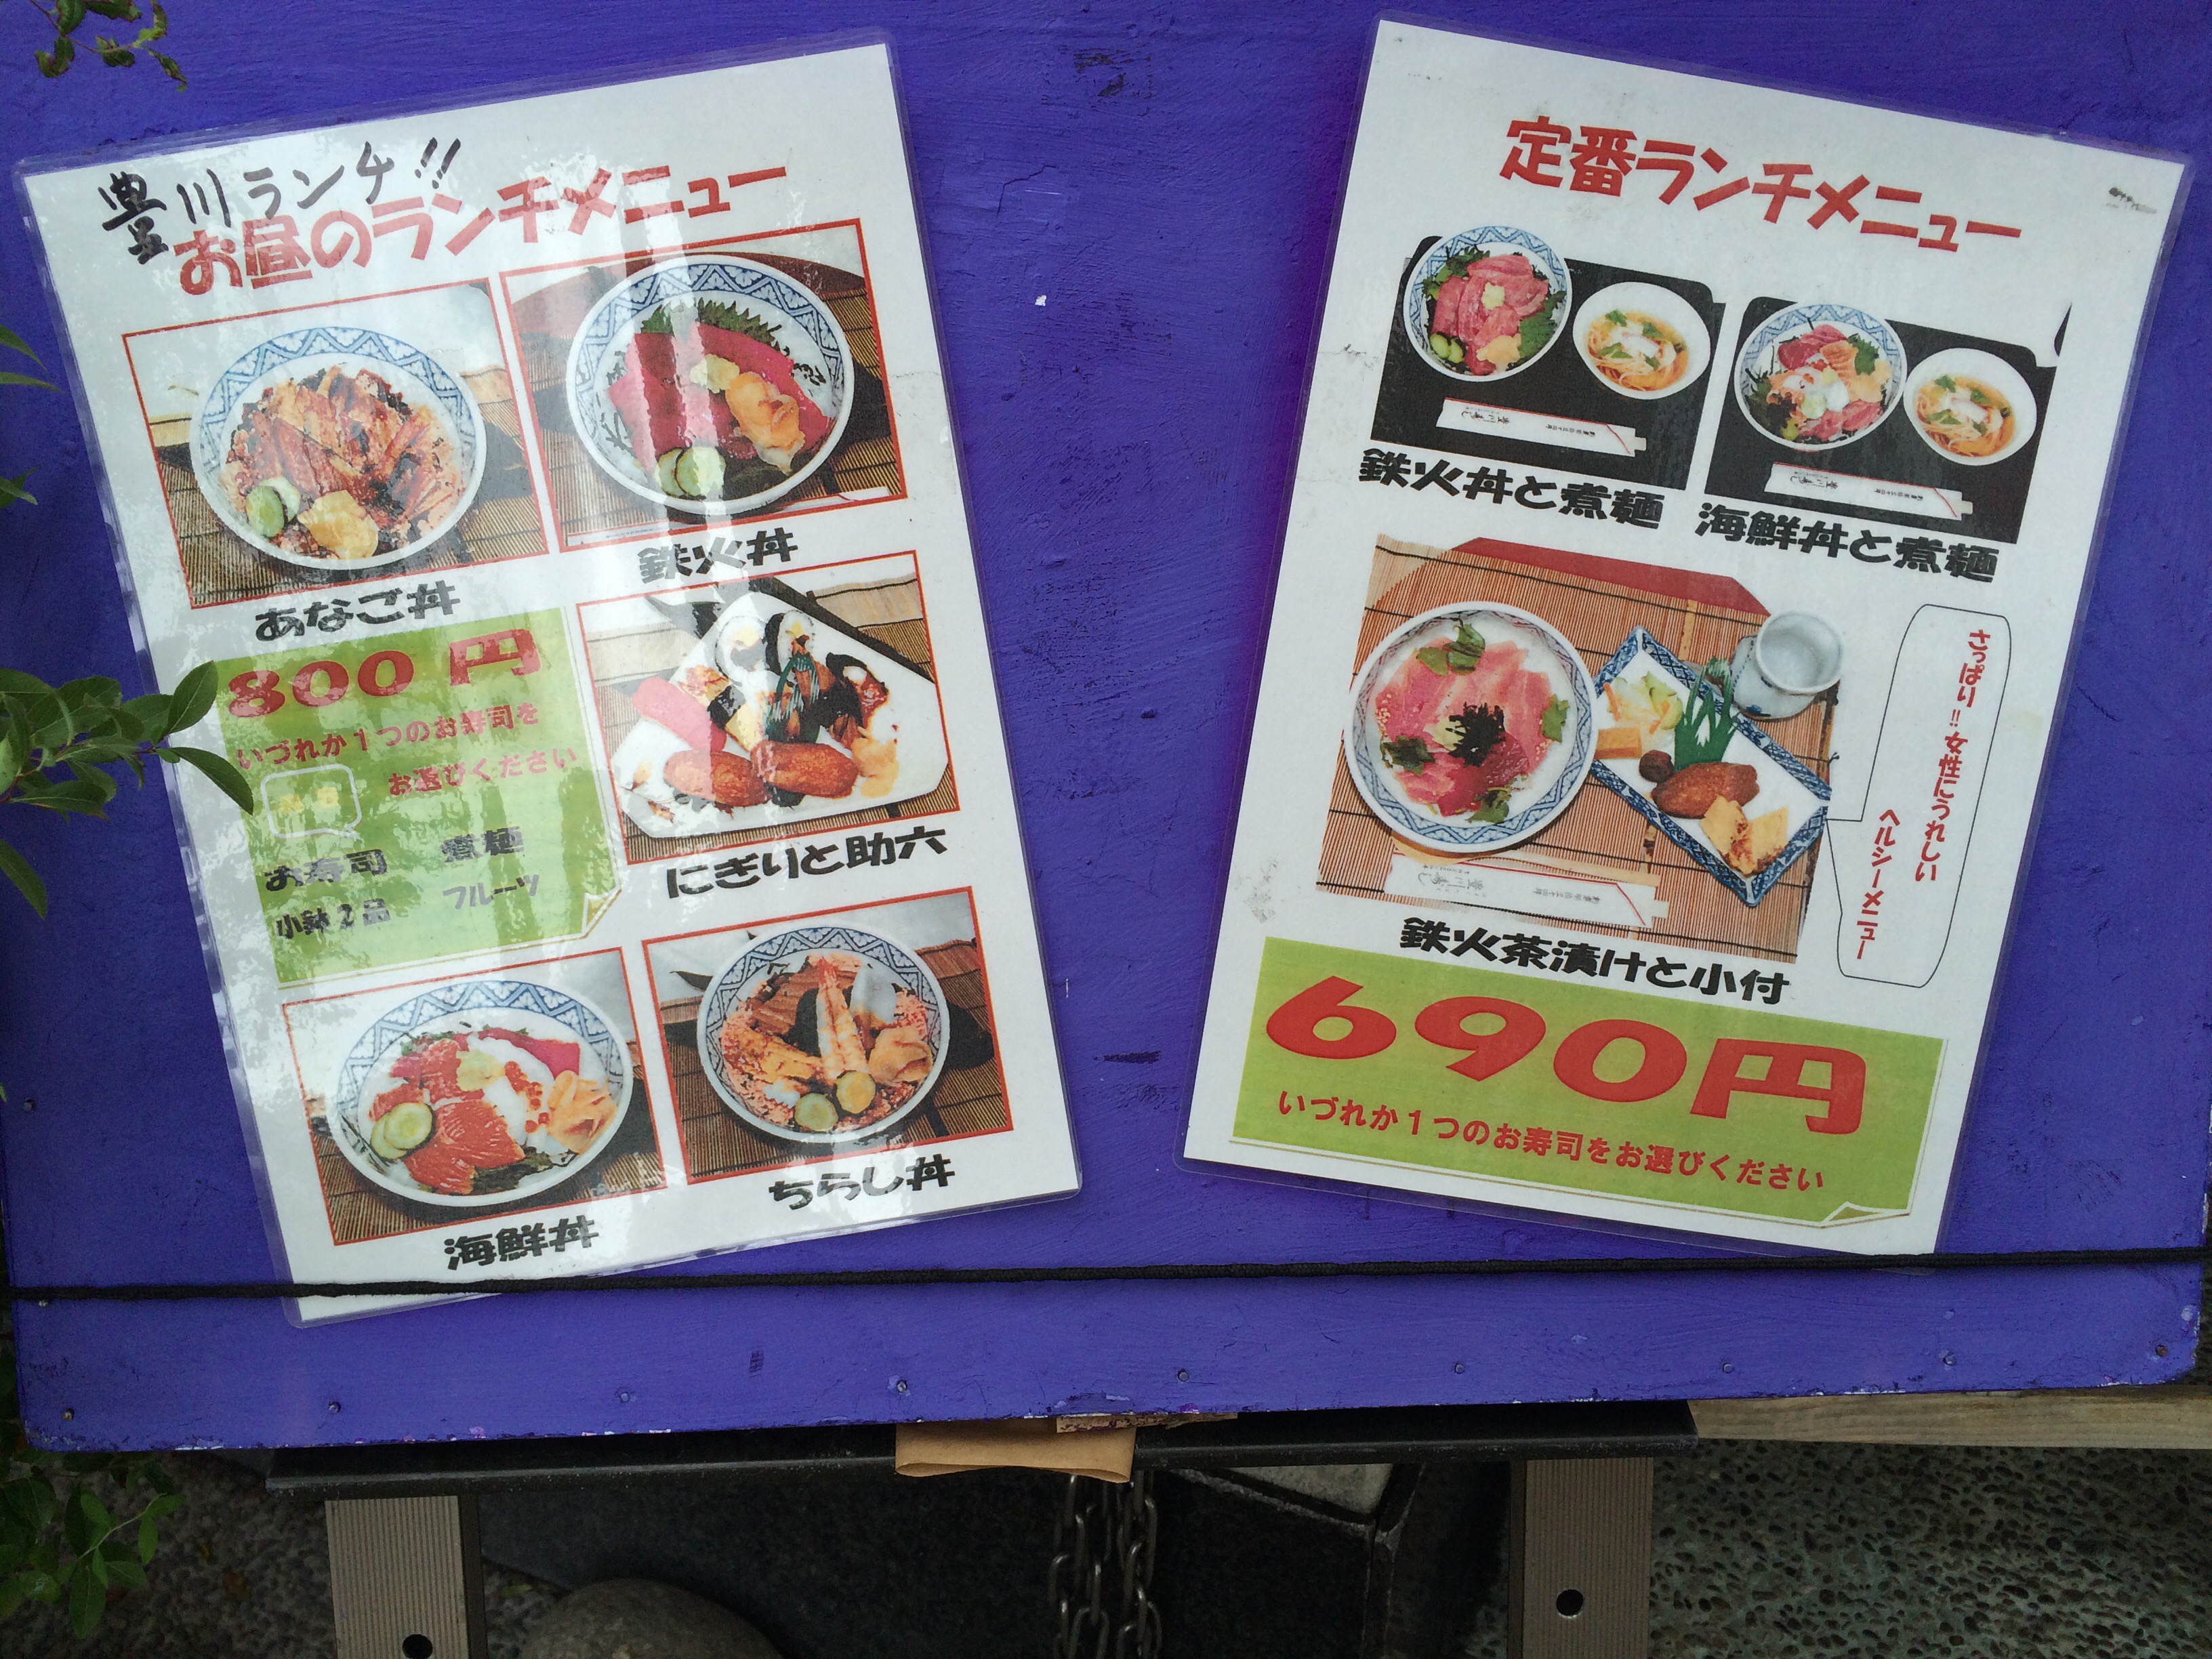 豊川ランチ!!
お昼のランチメニュー
あなご丼
鉄火丼
800円
いづれか1つのお寿司を
お選びください
お寿司 煮麺
小鉢2品 フルーツ
にぎりと助六
海鮮丼
ちらし丼
定番ランチメニュー
鉄火丼と煮麺
海鮮丼と煮麺
さっぱり!!女性にうれしい
ヘルシーメニュー
鉄火茶漬けと小付
690円
いづれか1つのお寿司をお選びください